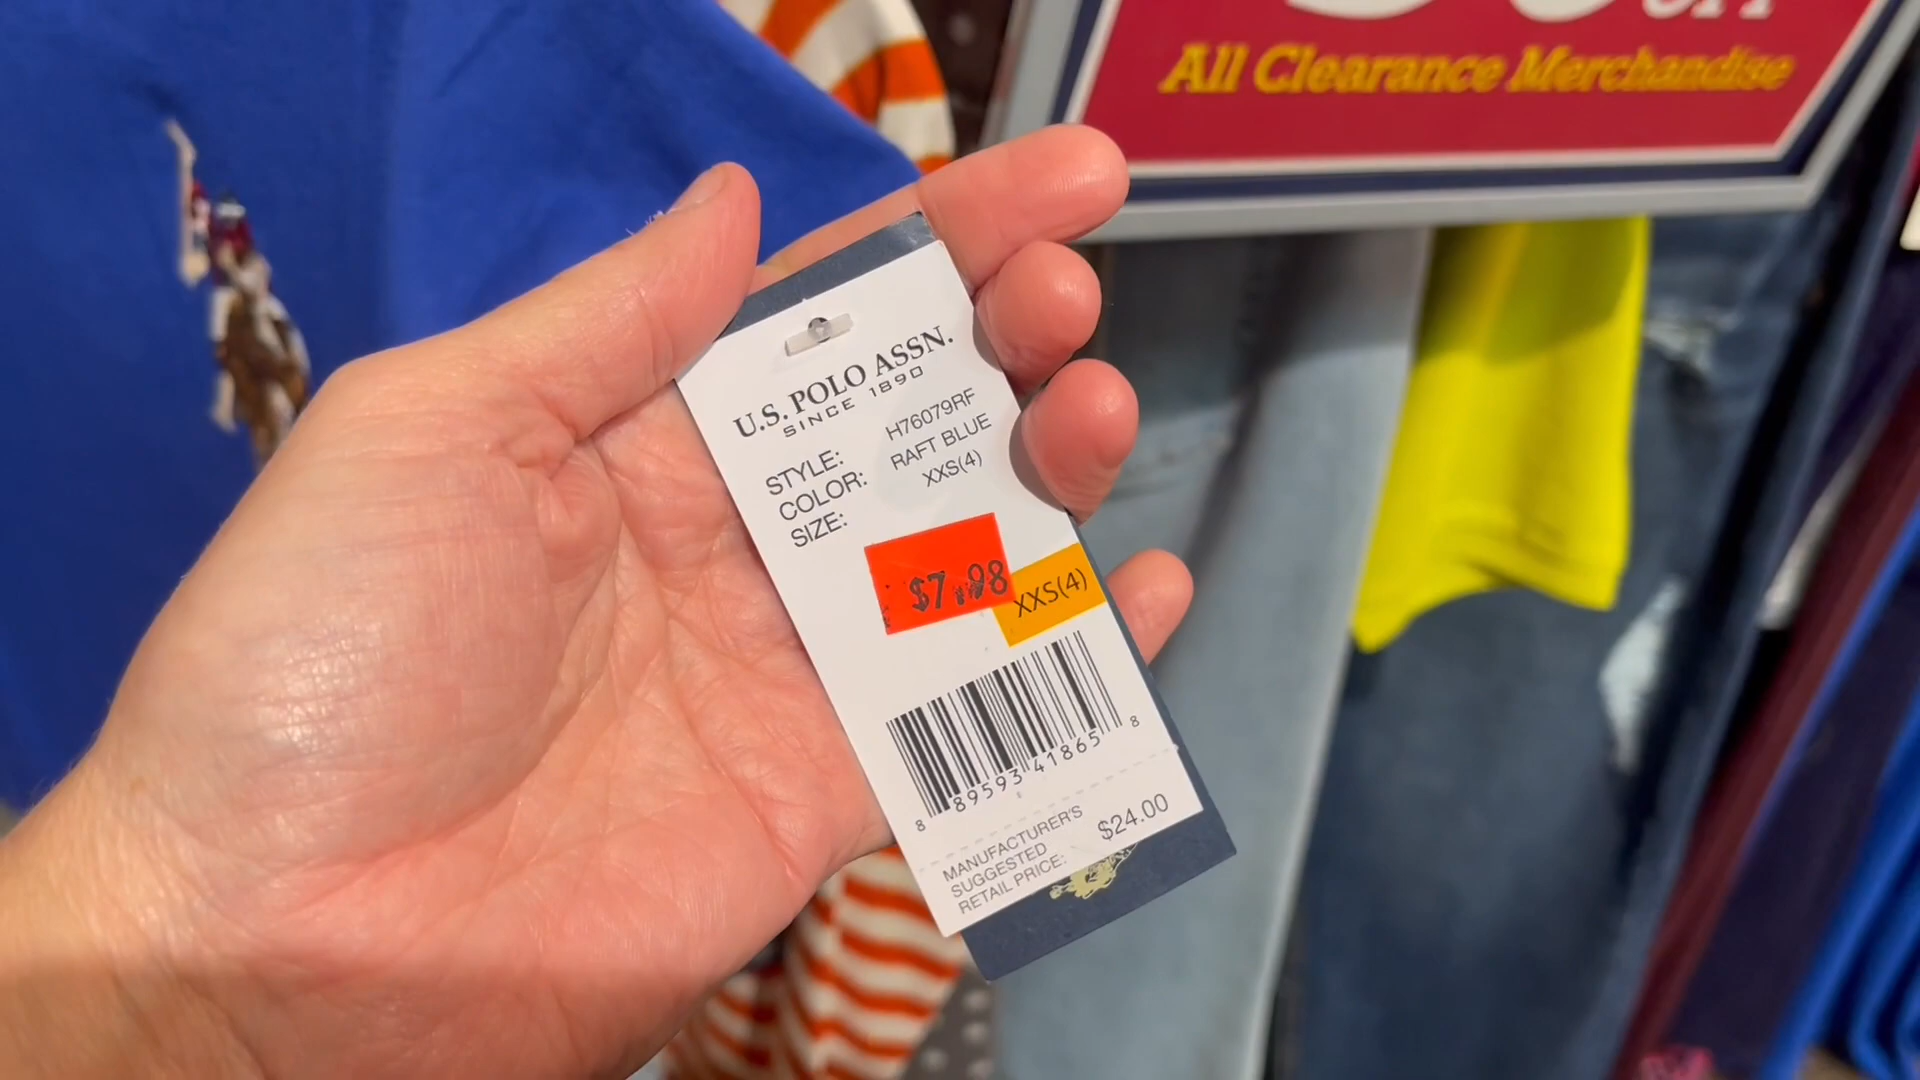 off
All Clearance Merchandise
U.S. POLO ASSN.
SINCE 1890
STYLE: H76079RF
COLOR: RAFT BLUE
SIZE: XXS(4)
$7.98
XXS(4)
8 89593 41865 8
MANUFACTURER'S
SUGGESTED
RETAIL PRICE: $24.00